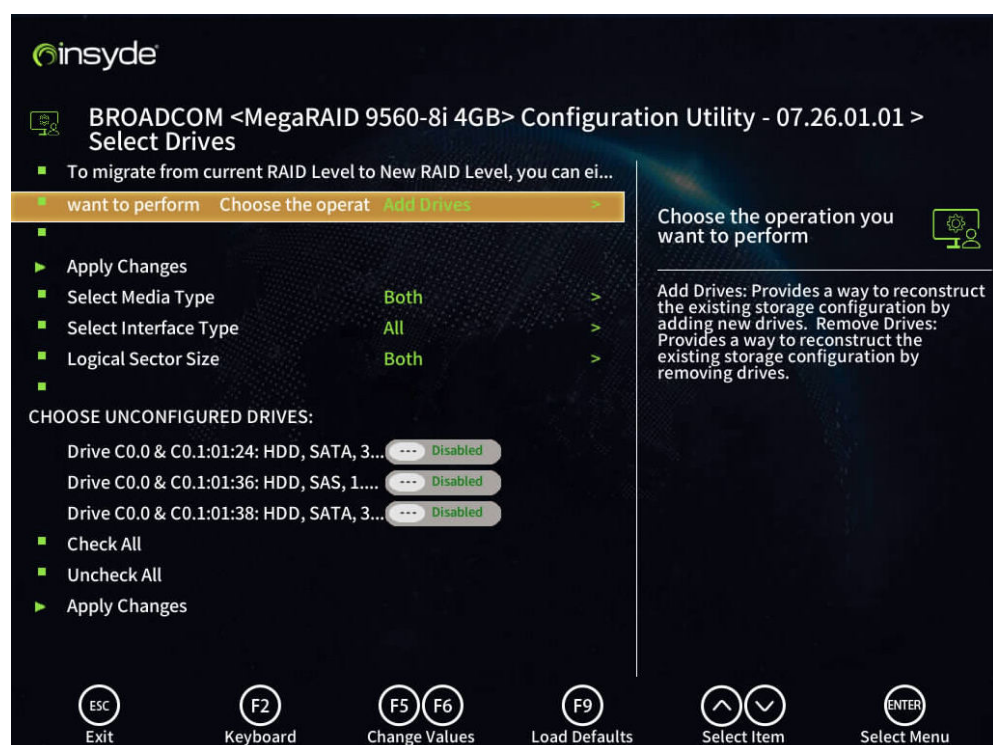 insyde
BROADCOM <MegaRAID 9560-8i 4GB> Configuration Utility - 07.26.01.01 >
Select Drives
To migrate from current RAID Level to New RAID Level, you can ei...
want to perform Choose the operat Add Drives >
Apply Changes
Select Media Type Both >
Select Interface Type All >
Logical Sector Size Both >
CHOOSE UNCONFIGURED DRIVES:
Drive C0.0 & C0.1:01:24: HDD, SATA, 3... --- Disabled
Drive C0.0 & C0.1:01:36: HDD, SAS, 1.... --- Disabled
Drive C0.0 & C0.1:01:38: HDD, SATA, 3... --- Disabled
Check All
Uncheck All
Apply Changes
Choose the operation you
want to perform
Add Drives: Provides a way to reconstruct
the existing storage configuration by
adding new drives. Remove Drives:
Provides a way to reconstruct the
existing storage configuration by
removing drives.
ESC F2 F5 F6 F9 ENTER
Exit Keyboard Change Values Load Defaults Select Item Select Menu